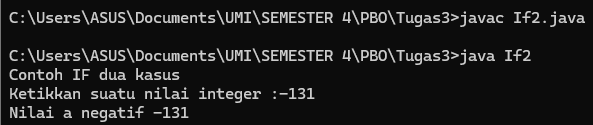 C:\Users\ASUS\Documents\UMI\SEMESTER 4\PBO\Tugas3>javac If2.java
C:\Users\ASUS\Documents\UMI\SEMESTER 4\PBO\Tugas3>java If2
Contoh IF dua kasus
Ketikkan suatu nilai integer :-131
Nilai a negatif -131